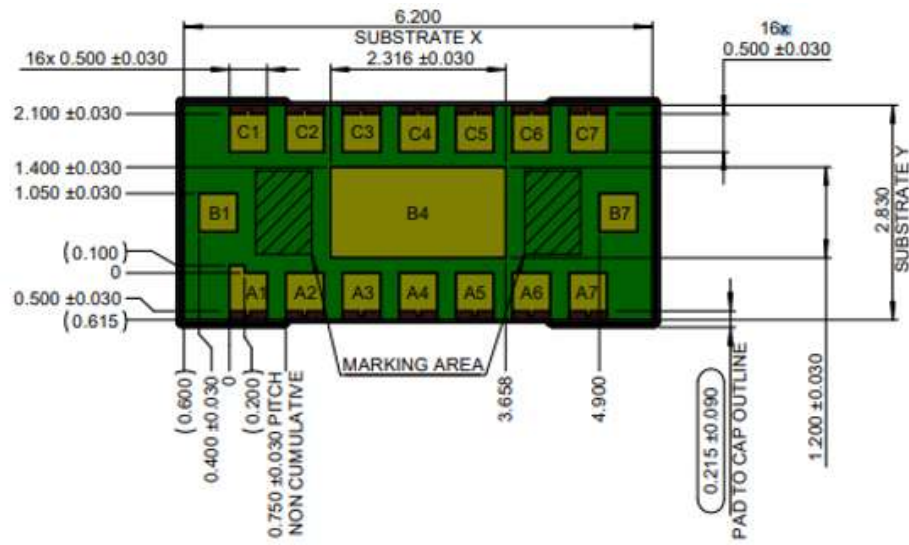 6.200
SUBSTRATE X
16x 0.500 ±0.030
2.316 ±0.030
16x
0.500 ±0.030
2.100 ±0.030
C1 C2 C3 C4 C5 C6 C7
1.400 ±0.030
1.050 ±0.030
B1 B4 B7
2.830
SUBSTRATE Y
(0.100)
0
A1 A2 A3 A4 A5 A6 A7
0.500 ±0.030
(0.615)
MARKING AREA
(0.600)
0.400 ±0.030
0
(0.200)
0.750 ±0.030 PITCH
NON CUMULATIVE
3.658
4.900
0.215 ±0.090
PAD TO CAP OUTLINE
1.200 ±0.030